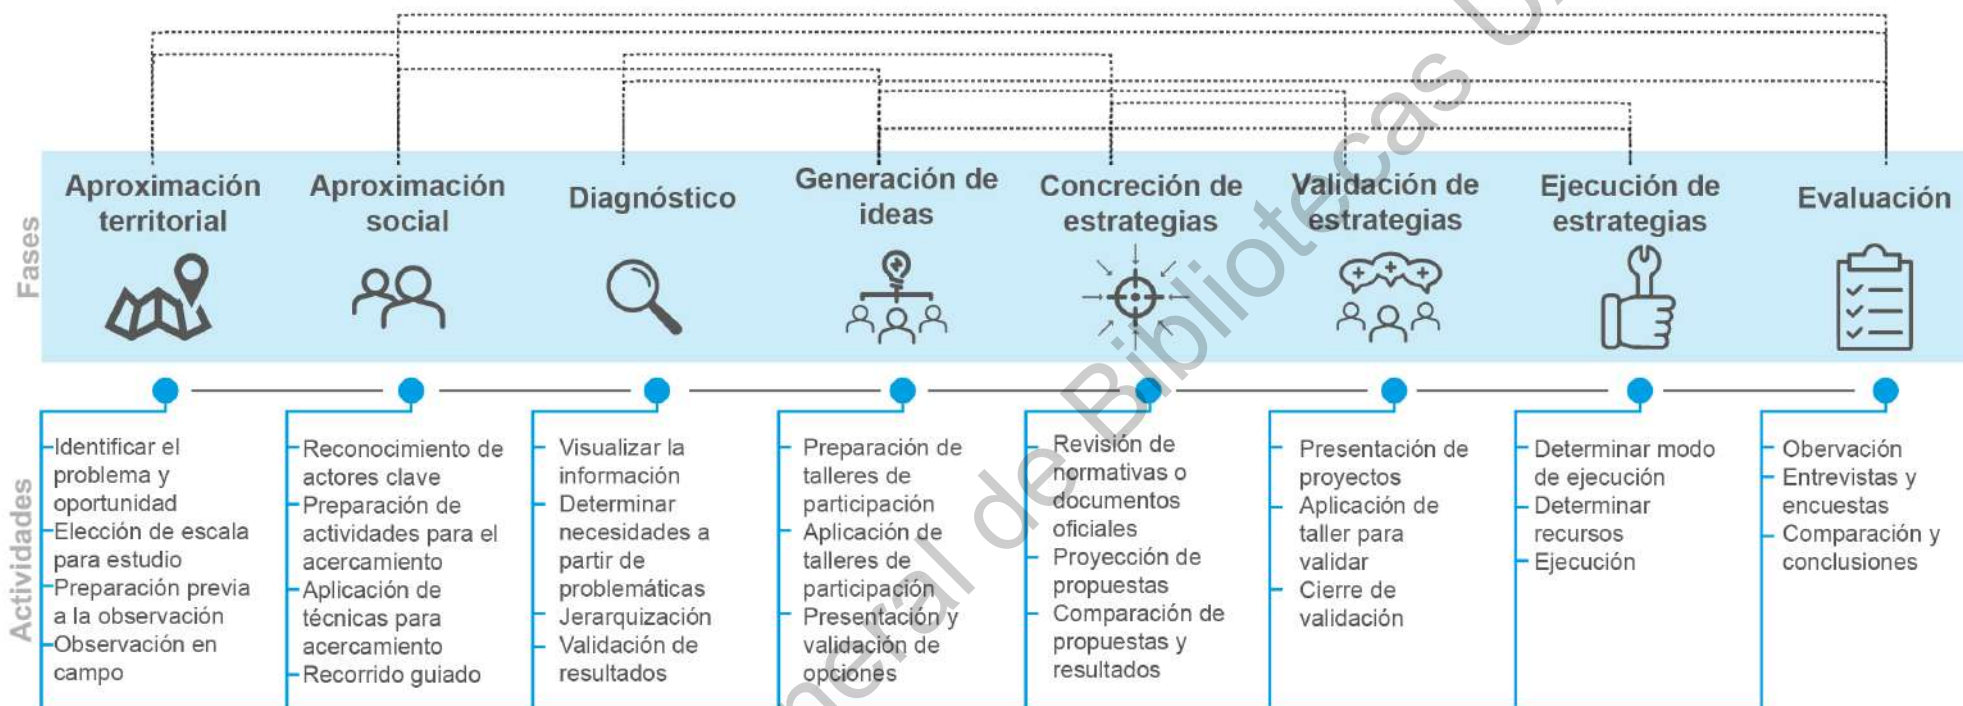 Fases
Aproximación
territorial
Aproximación
social
Diagnóstico
Generación de
ideas
Concreción de
estrategias
Validación de
estrategias
Ejecución de
estrategias
Evaluación
Actividades
Identificar el
problema y
oportunidad
Elección de escala
para estudio
Preparación previa
a la observación
Observación en
campo
Reconocimiento de
actores clave
Preparación de
actividades para el
acercamiento
Aplicación de
técnicas para
acercamiento
Recorrido guiado
Visualizar la
información
Determinar
necesidades a
partir de
problemáticas
Jerarquización
Validación de
resultados
Preparación de
talleres de
participación
Aplicación de
talleres de
participación
Presentación y
validación de
opciones
Revisión de
normativas o
documentos
oficiales
Proyección de
propuestas
Comparación de
propuestas y
resultados
Presentación de
proyectos
Aplicación de
taller para
validar
Cierre de
validación
Determinar modo
de ejecución
Determinar
recursos
Ejecución
Obervación
Entrevistas y
encuestas
Comparación y
conclusiones
de Bibliotecas